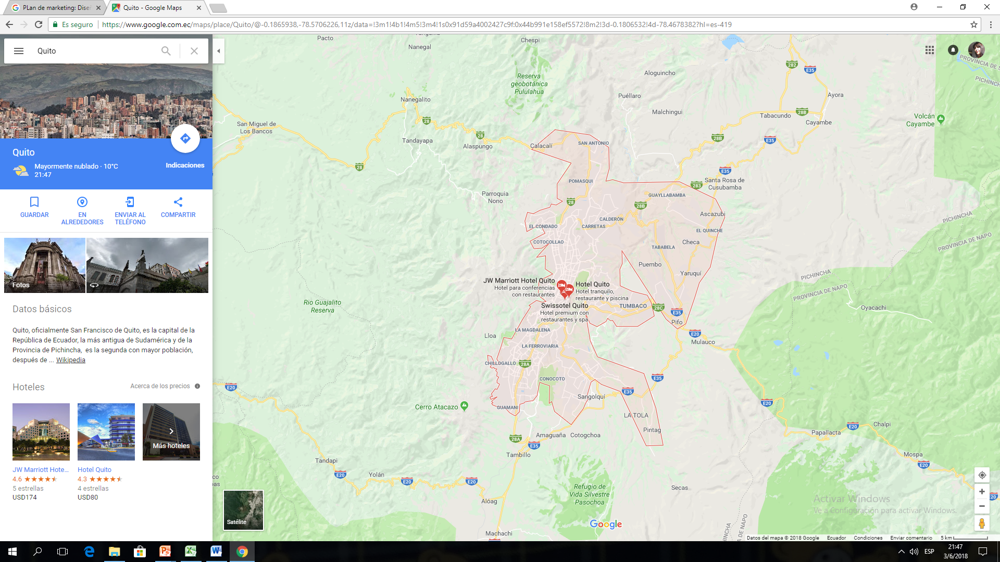 PLan de marketing: Diseñ
Quito - Google Maps
Es seguro
https://www.google.com.ec/maps/place/Quito/@-0.1865938,-78.5706226,11z/data=!3m1!4b1!4m5!3m4!1s0x91d59a4002427c9f:0x44b991e158ef5572!8m2!3d-0.1806532!4d-78.4678382?hl=es-419
Quito
Quito
Mayormente nublado · 10°C
21:47
Indicaciones
GUARDAR
EN
ALREDEDORES
ENVIAR AL
TELÉFONO
COMPARTIR
Fotos
Datos básicos
Quito, oficialmente San Francisco de Quito, es la capital de la
República de Ecuador, la más antigua de Sudamérica y de la
Provincia de Pichincha, es la segunda con mayor población,
después de ... Wikipedia
Hoteles
Acerca de los precios
Más hoteles
JW Marriott Hote...
4.6
5 estrellas
USD174
Hotel Quito
4.3
4 estrellas
USD80
Pacto
Nanegal
Chespi
Reserva
geobotánica
Pululahua
Aloguincho
282
E35
PROVINCIA DE
PICHINCHA
Nanegalito
Puéllaro
Ayora
Malchingui
Tabacundo
28B
Cayambe
Volcán
Cayambe
28
San Miguel de
Los Bancos
Tandayapa
28
Alaspungo
Calacalí
SAN ANTONIO
28B
E35
28
E35
POMASQUI
283
Santa Rosa de
Cusubamba
Parroquia
Nono
28
GUAYLLABAMBA
28B
Ascazubi
CALDERÓN
EL CONDADO
CARRETAS
EL QUINCHE
PICHINCHA
PROVINCIA DE NAPO
COTOCOLLAO
TABABELA
Checa
Puembo
Yaruquí
PICHINCHA
PROVINCIA DE NAPO
JW Marriott Hotel Quito
Hotel para conferencias
con restaurantes
Hotel Quito
Hotel tranquilo,
restaurante y piscina
Swissotel Quito
Hotel premium con
restaurantes y spa
Rio Guajalito
Reserva
TUMBACO
28C
E35
Pifo
Oyacachi
LA MAGDALENA
Lloa
E20
Mulauco
LA FERROVIARIA
CHILLOGALLO
28A
CONOCOTO
E35
E20
E35
Sangolquí
E20
Cerro Atacazo
GUAMANI
LA TOLA
Pintag
E20
Chalpi
Papallacta
28A
E35
Amaguaña
Cotogchoa
Tambillo
Mospa
E20
Tandapi
E20
Yolán
E20
E20
co
Alóag
Refugio de
Vida Silvestre
Pasochoa
Secas
E20
Satélite
Google
Machachi
PICHINCHA
PROVINCIA DE NAPO
Activar Windows
Ve a Configuración para activar Windows.
Datos del mapa © 2018 Google
Ecuador
Condiciones
Enviar comentario
5 km
ESP
21:47
3/6/2018